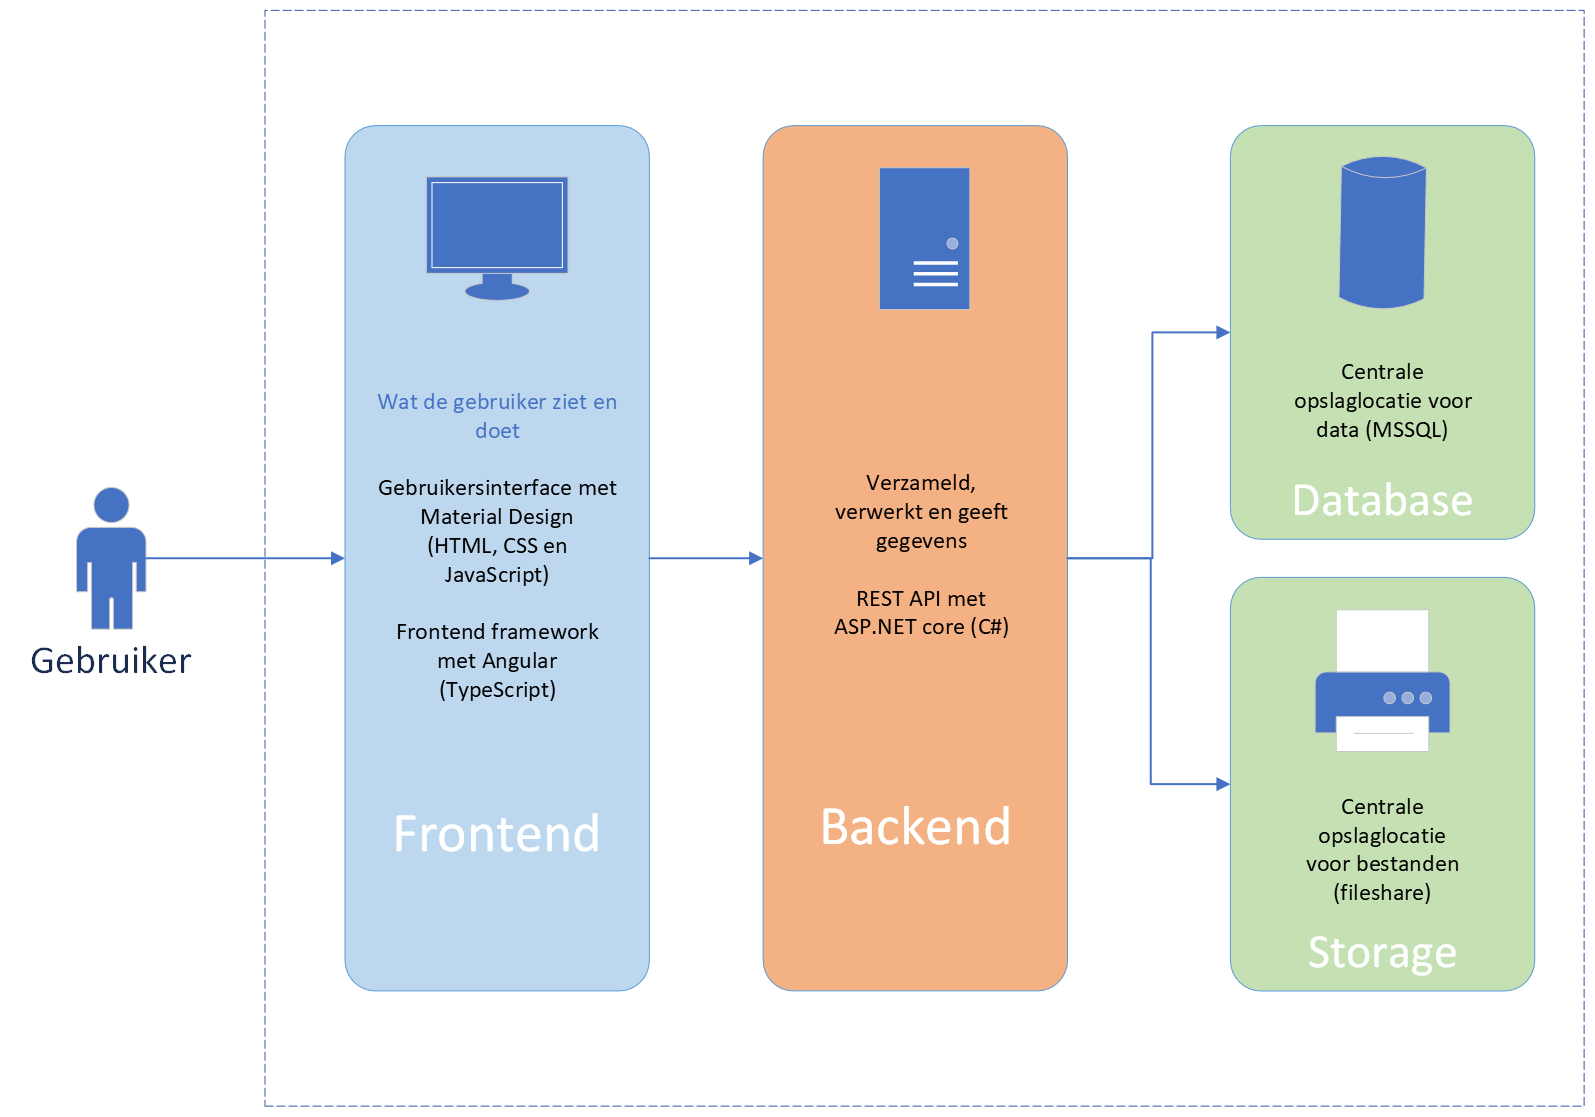 Gebruiker
Wat de gebruiker ziet en
doet
Gebruikersinterface met
Material Design
(HTML, CSS en
JavaScript)
Frontend framework
met Angular
(TypeScript)
Frontend
Verzameld,
verwerkt en geeft
gegevens
REST API met
ASP.NET core (C#)
Backend
Centrale
opslaglocatie voor
data (MSSQL)
Database
Centrale
opslaglocatie
voor bestanden
(fileshare)
Storage